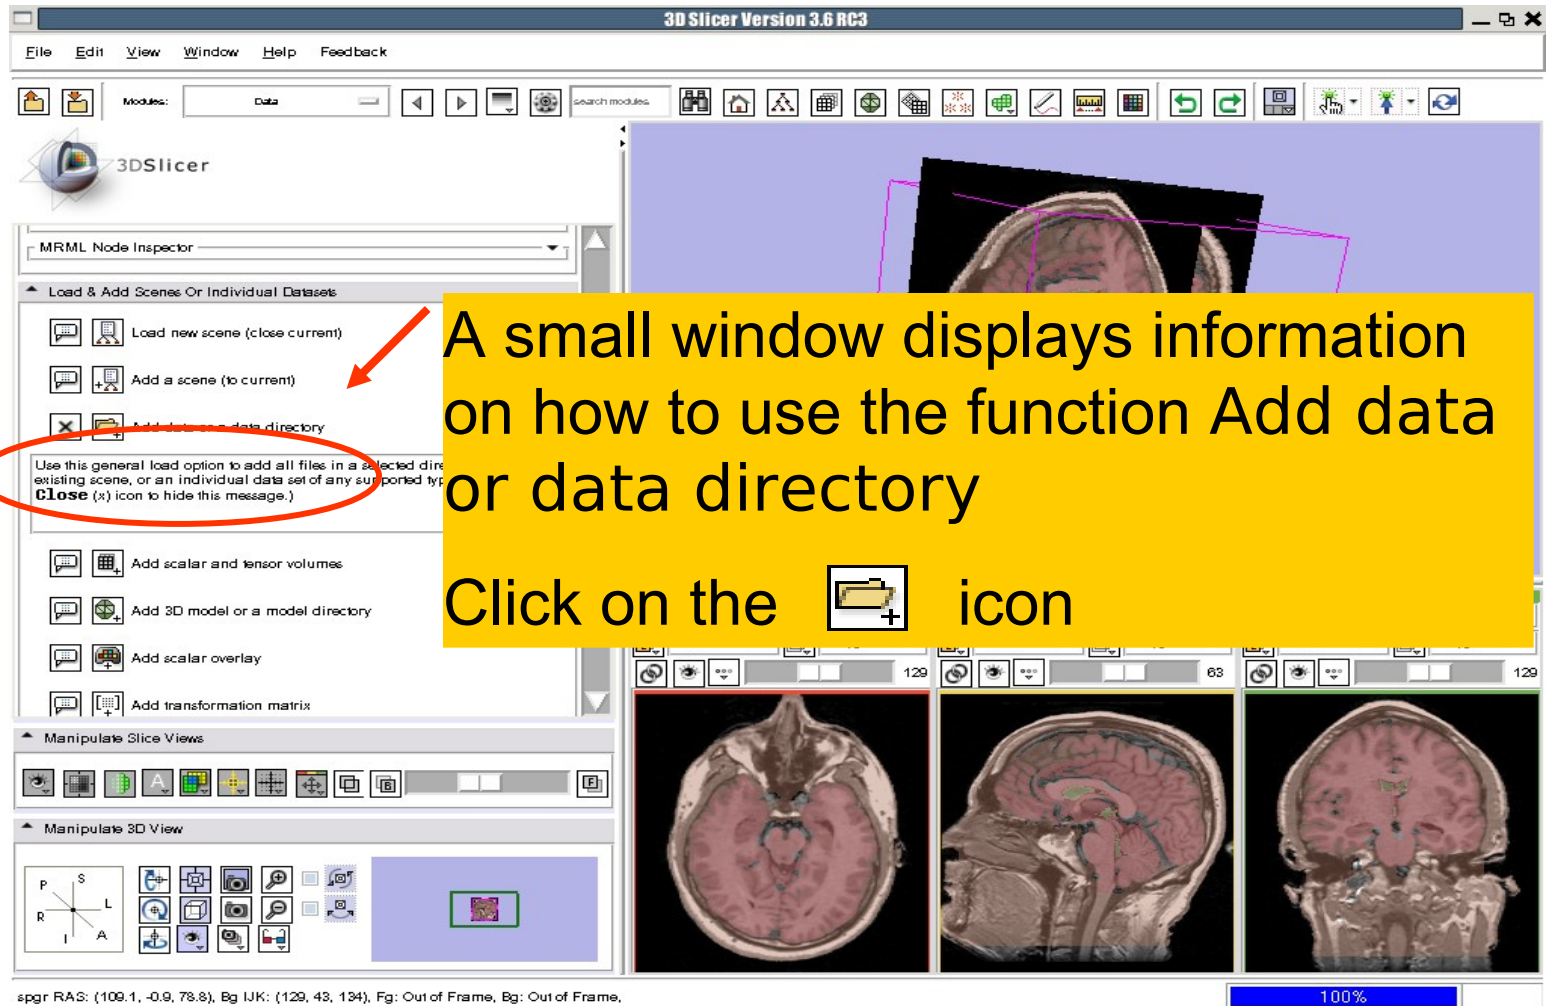 3D Slicer Version 3.6 RC3
File Edit View Window Help Feedback
Modules: Data search modules
3DSlicer
MRML Node Inspector
Load & Add Scenes Or Individual Datasets
Load new scene (close current)
Add a scene (to current)
Add data or a data directory
Use this general load option to add all files in a selected
existing scene, or an individual data set of any supported
Close (x) icon to hide this message.)
A small window displays information
on how to use the function Add data
or data directory
Click on the icon
Add scalar and tensor volumes
Add 3D model or a model directory
Add scalar overlay
Add transformation matrix
129 63 129
Manipulate Slice Views
A B F
Manipulate 3D View
P S
R L
I A
spgr RAS: (109.1, -0.9, 78.8), Bg IJK: (129, 43, 134), Fg: Out of Frame, Bg: Out of Frame,
100%